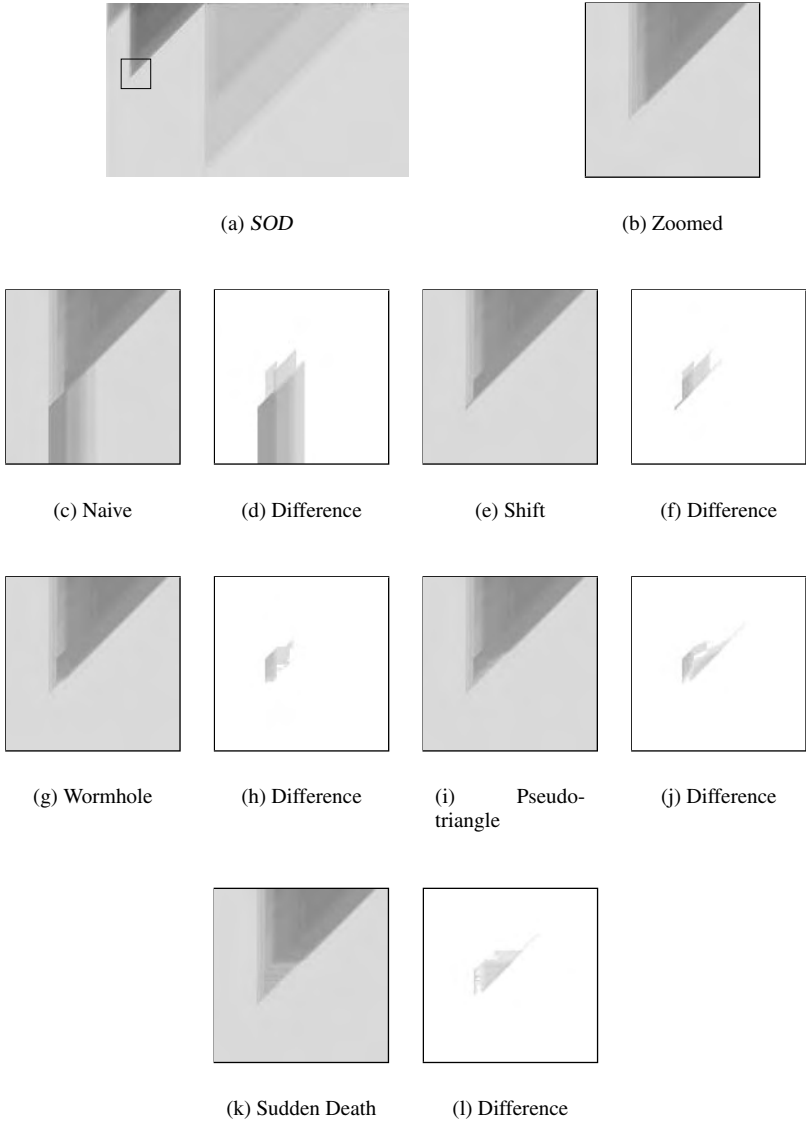 (a) SOD
(b) Zoomed
(c) Naive
(d) Difference
(e) Shift
(f) Difference
(g) Wormhole
(h) Difference
(i) Pseudo-
triangle
(j) Difference
(k) Sudden Death
(l) Difference